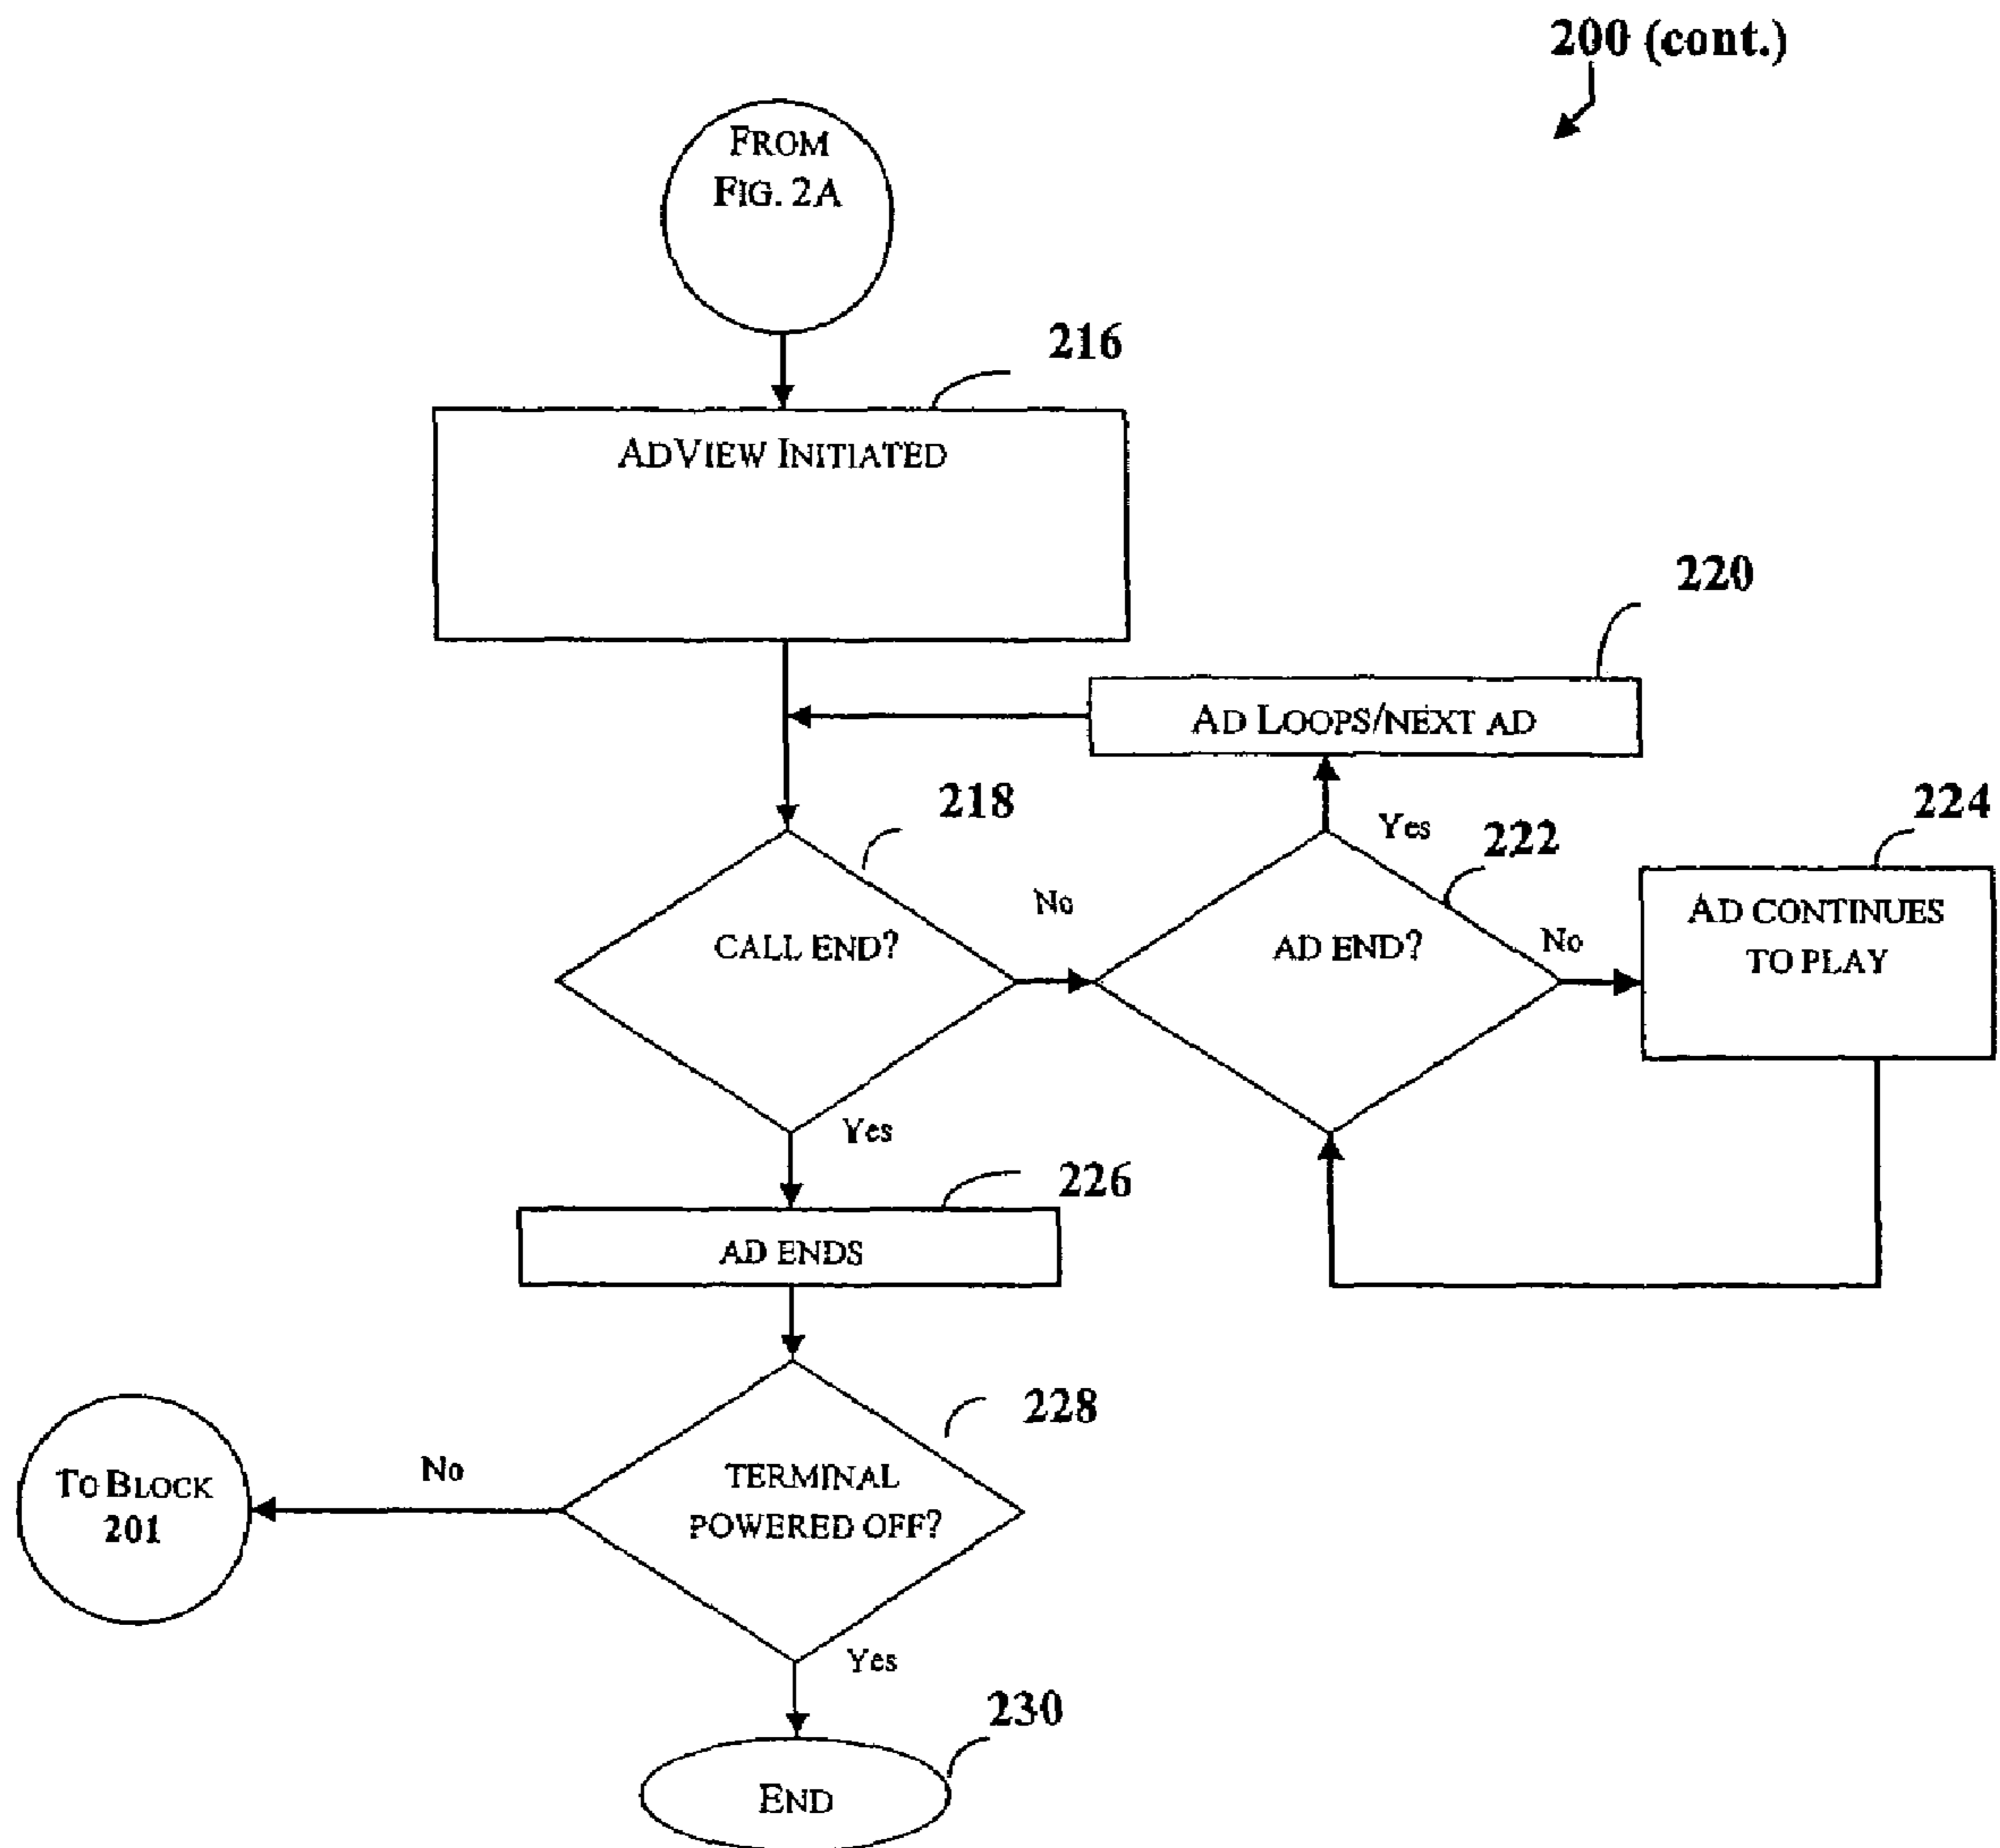 200 (cont.)
FROM
FIG. 2A
216
ADVIEW INITIATED
220
AD LOOPS/NEXT AD
218
Yes
222
224
No
CALL END?
AD END?
No
AD CONTINUES
TO PLAY
Yes
226
AD ENDS
228
No
TO BLOCK
201
TERMINAL
POWERED OFF?
Yes
230
END